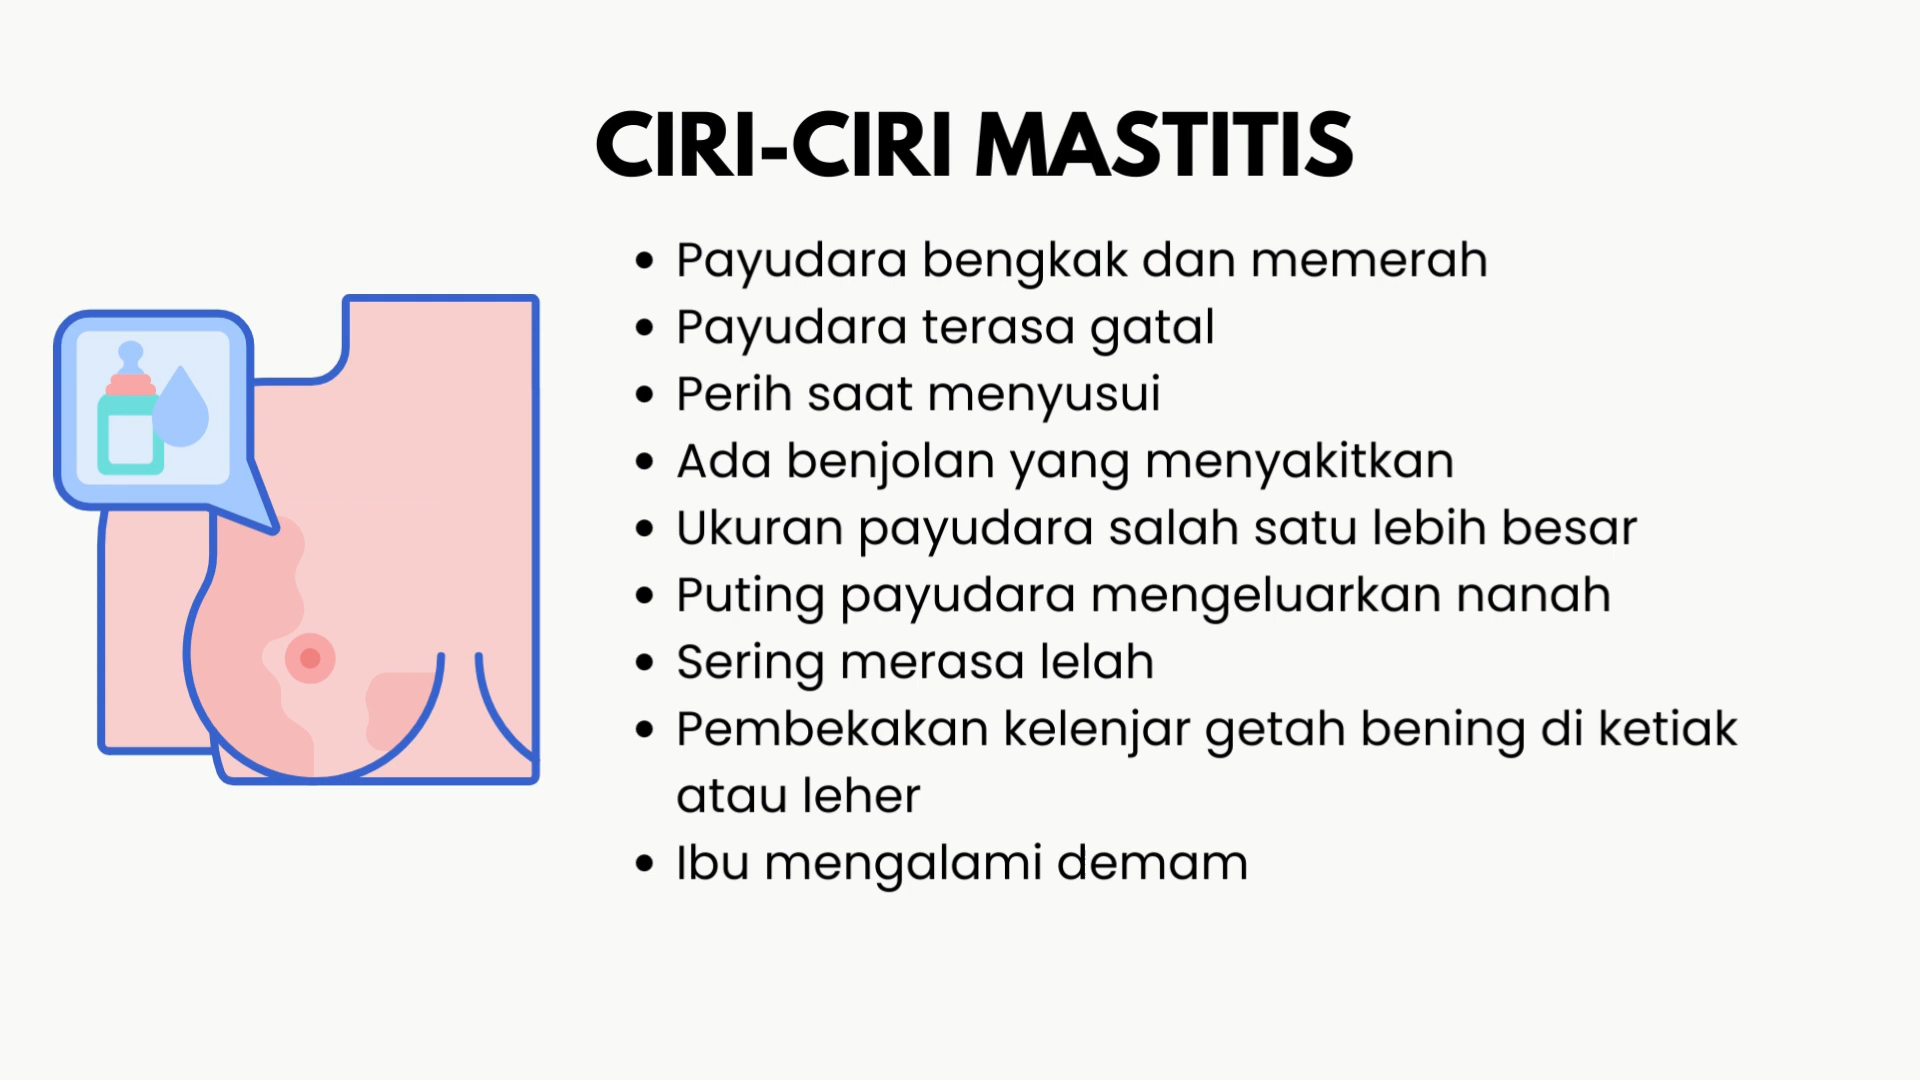 CIRI-CIRI MASTITIS
• Payudara bengkak dan memerah
• Payudara terasa gatal
• Perih saat menyusui
• Ada benjolan yang menyakitkan
• Ukuran payudara salah satu lebih besar
• Puting payudara mengeluarkan nanah
• Sering merasa lelah
• Pembekakan kelenjar getah bening di ketiak
atau leher
• Ibu mengalami demam